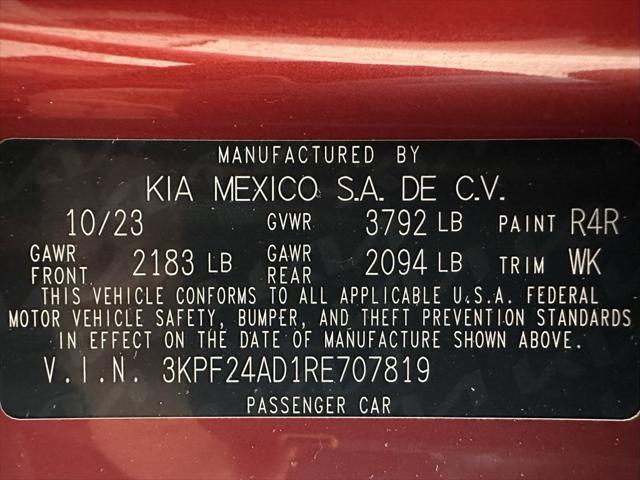 MANUFACTURED BY
KIA MEXICO S.A. DE C.V.
10/23 GVWR 3792 LB PAINT R4R
GAWR FRONT 2183 LB GAWR REAR 2094 LB TRIM WK
THIS VEHICLE CONFORMS TO ALL APPLICABLE U.S.A. FEDERAL
MOTOR VEHICLE SAFETY, BUMPER, AND THEFT PREVENTION STANDARDS
IN EFFECT ON THE DATE OF MANUFACTURE SHOWN ABOVE.
V.I.N. 3KPF24AD1RE707819
PASSENGER CAR